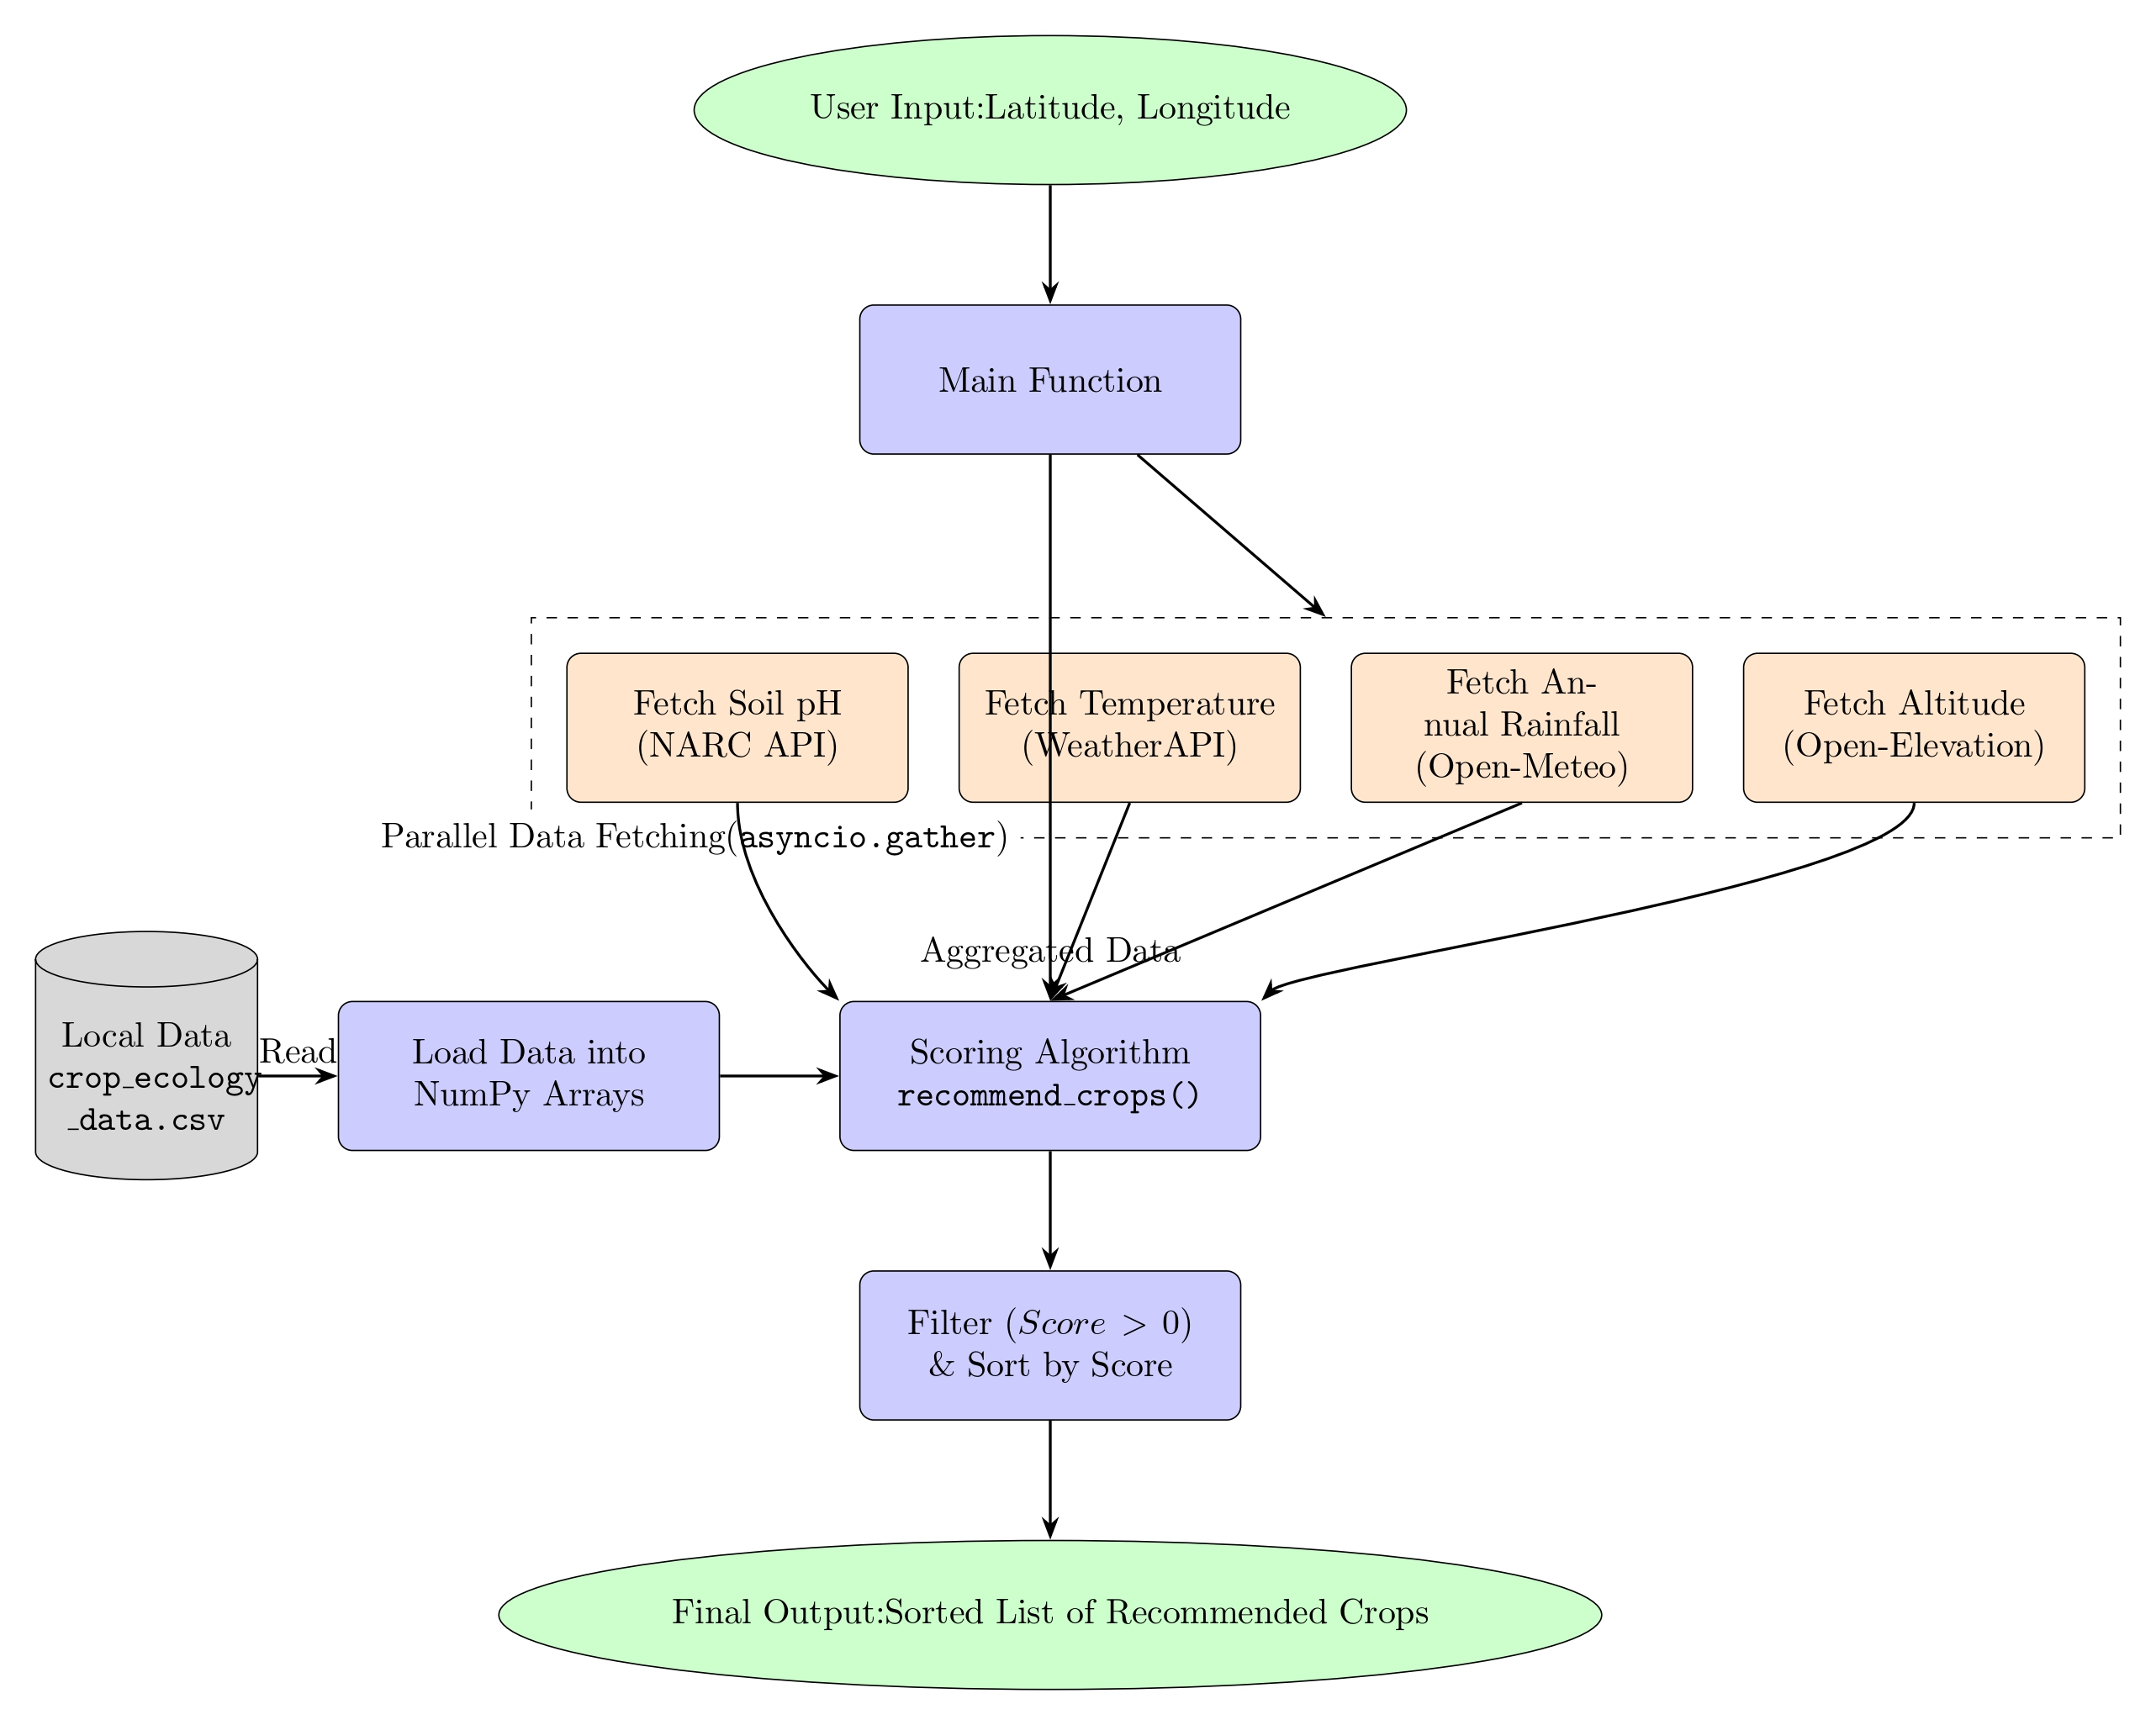 User Input:Latitude, Longitude
Main Function
Fetch Soil pH
(NARC API)
Fetch Temperature
(WeatherAPI)
Fetch An-
nual Rainfall
(Open-Meteo)
Fetch Altitude
(Open-Elevation)
Parallel Data Fetching(asyncio.gather)
Aggregated Data
Local Data
crop_ecology
_data.csv
Read
Load Data into
NumPy Arrays
Scoring Algorithm
recommend_crops()
Filter (Score > 0)
& Sort by Score
Final Output:Sorted List of Recommended Crops